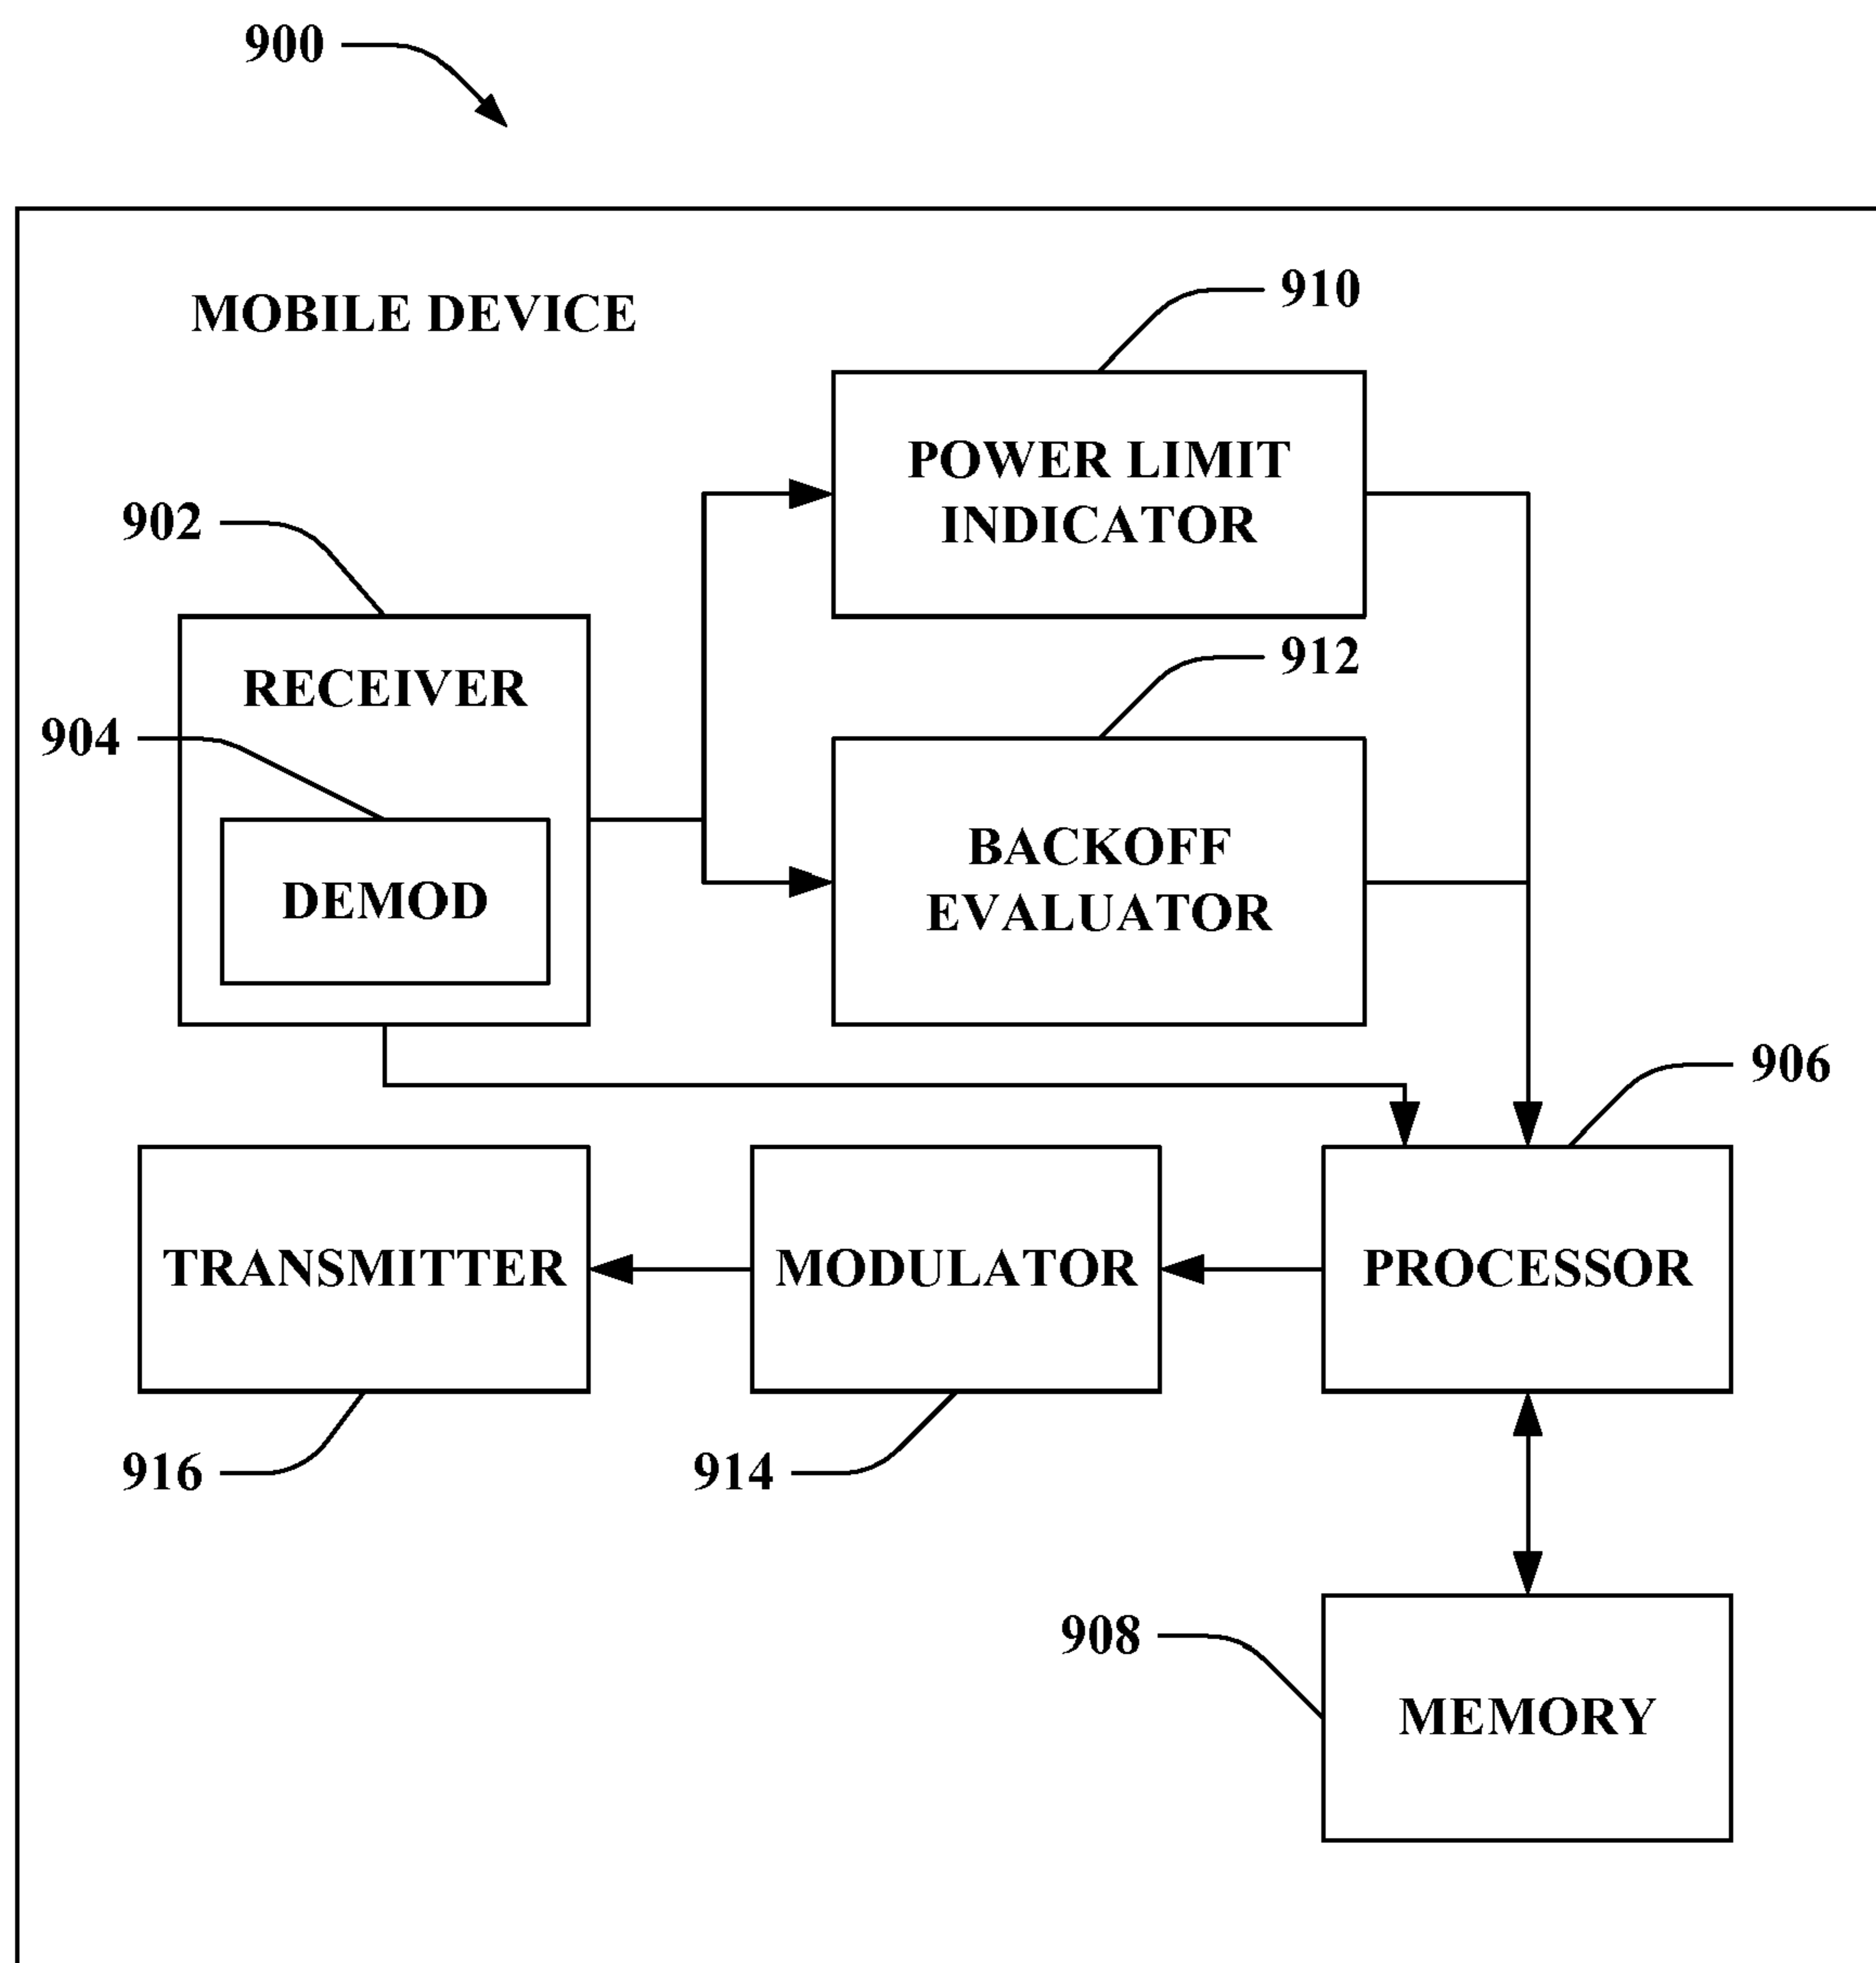 900
MOBILE DEVICE
910
POWER LIMIT
INDICATOR
902
RECEIVER
904
DEMOD
912
BACKOFF
EVALUATOR
906
TRANSMITTER
MODULATOR
PROCESSOR
916
914
908
MEMORY